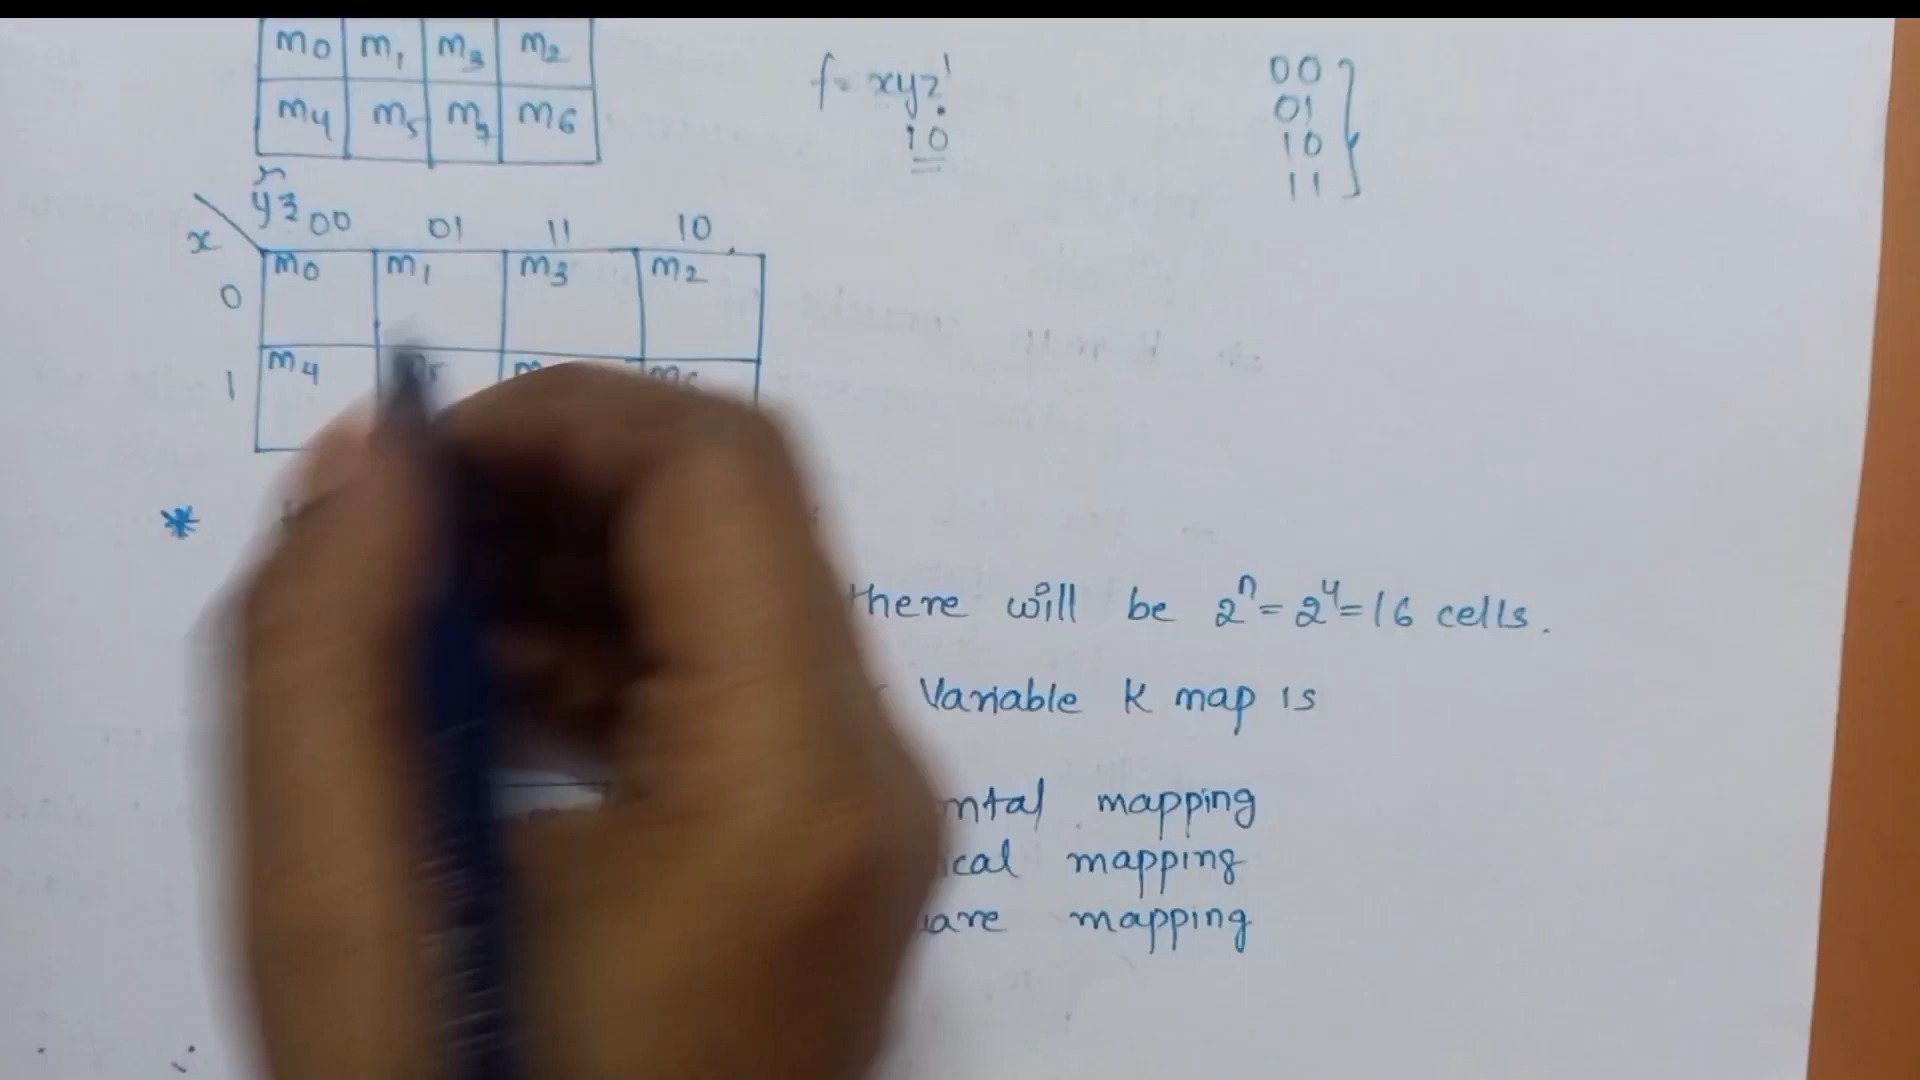 m0 m1 m3 m2
m4 m5 m7 m6
f = xyz'
10
00
01
10
11
yz 00 01 11 10
x
0 m0 m1 m3 m2
1 m4 m5
*
there will be 2^n = 2^4 = 16 cells.
Variable K map is
mapping
mapping
mapping